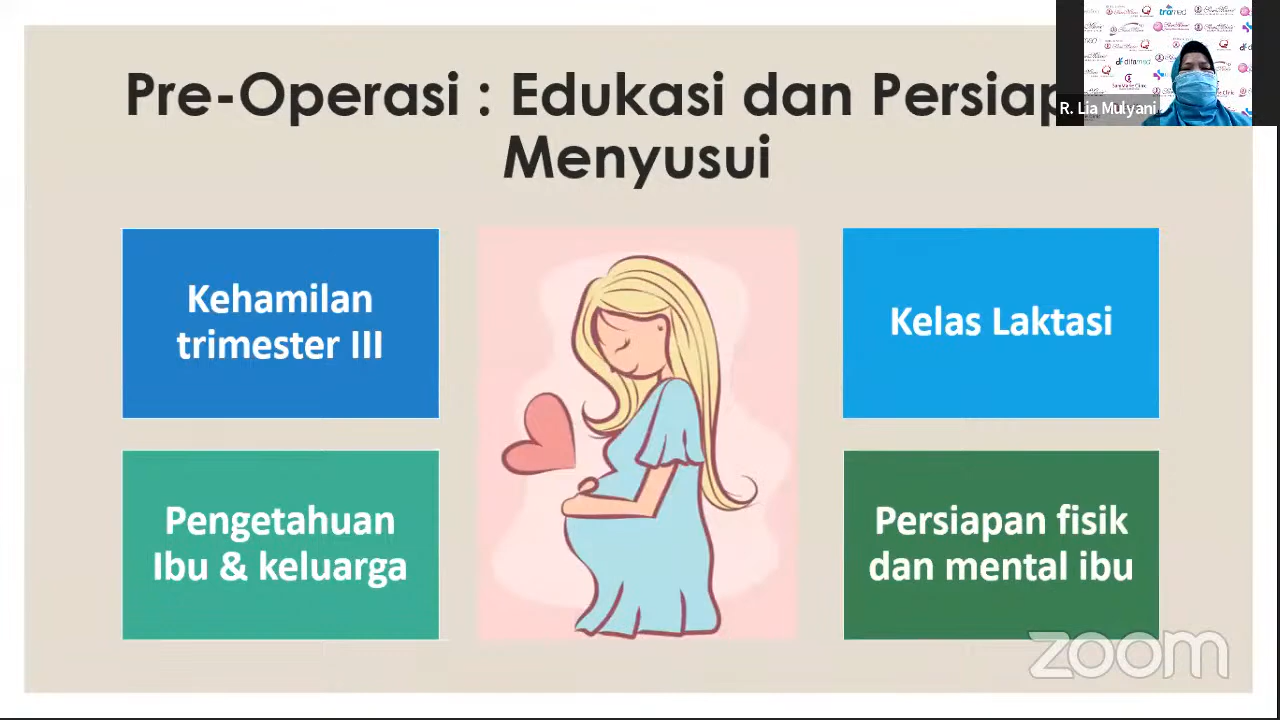 Pre-Operasi : Edukasi dan Persiap
Menyusui
R. Lia Mulyani
Kehamilan
trimester III
Kelas Laktasi
Pengetahuan
Ibu & keluarga
Persiapan fisik
dan mental ibu
zoom